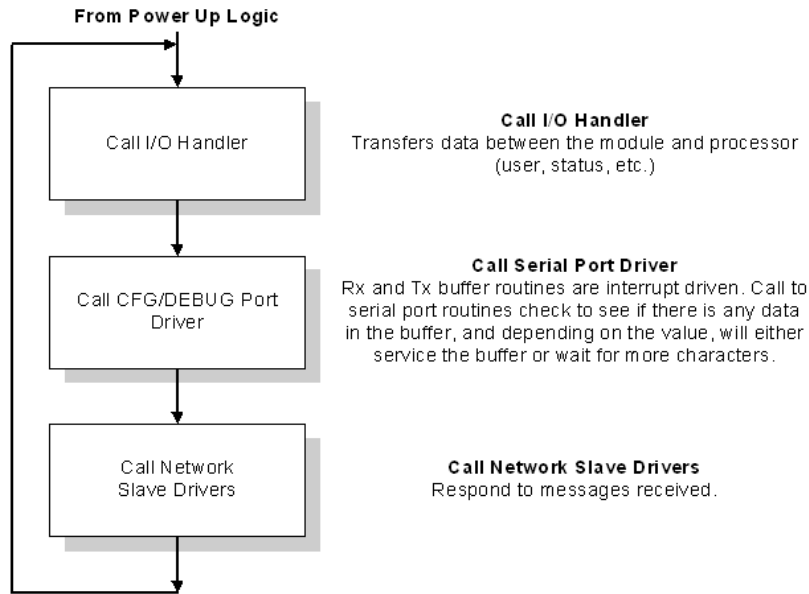 From Power Up Logic
Call I/O Handler
Call I/O Handler
Transfers data between the module and processor
(user, status, etc.)
Call CFG/DEBUG Port
Driver
Call Serial Port Driver
Rx and Tx buffer routines are interrupt driven. Call to
serial port routines check to see if there is any data
in the buffer, and depending on the value, will either
service the buffer or wait for more characters.
Call Network
Slave Drivers
Call Network Slave Drivers
Respond to messages received.